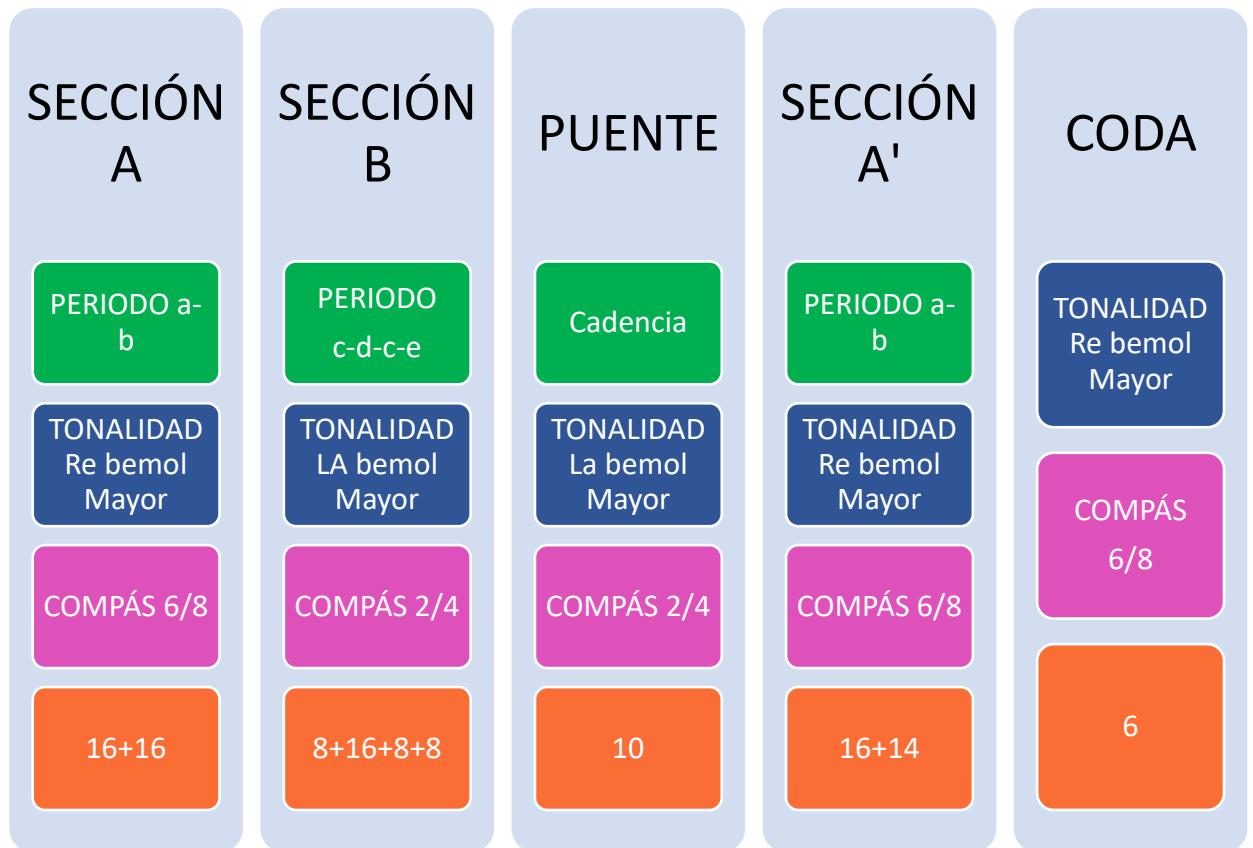 SECCIÓN
A
PERIODO a-
b
TONALIDAD
Re bemol
Mayor
COMPÁS 6/8
16+16
SECCIÓN
B
PERIODO
c-d-c-e
TONALIDAD
LA bemol
Mayor
COMPÁS 2/4
8+16+8+8
PUENTE
Cadencia
TONALIDAD
La bemol
Mayor
COMPÁS 2/4
10
SECCIÓN
A'
PERIODO a-
b
TONALIDAD
Re bemol
Mayor
COMPÁS 6/8
16+14
CODA
TONALIDAD
Re bemol
Mayor
COMPÁS
6/8
6